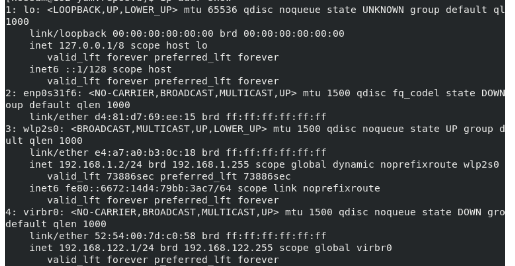 1: lo: <LOOPBACK,UP,LOWER_UP> mtu 65536 qdisc noqueue state UNKNOWN group default ql
1000
    link/loopback 00:00:00:00:00:00 brd 00:00:00:00:00:00
    inet 127.0.0.1/8 scope host lo
       valid_lft forever preferred_lft forever
    inet6 ::1/128 scope host
       valid_lft forever preferred_lft forever
2: enp0s31f6: <NO-CARRIER,BROADCAST,MULTICAST,UP> mtu 1500 qdisc fq_codel state DOWN
oup default qlen 1000
    link/ether d4:81:d7:69:ee:15 brd ff:ff:ff:ff:ff:ff
3: wlp2s0: <BROADCAST,MULTICAST,UP,LOWER_UP> mtu 1500 qdisc noqueue state UP group d
ult qlen 1000
    link/ether e4:a7:a0:b3:0c:18 brd ff:ff:ff:ff:ff:ff
    inet 192.168.1.2/24 brd 192.168.1.255 scope global dynamic noprefixroute wlp2s0
       valid_lft 73886sec preferred_lft 73886sec
    inet6 fe80::6672:14d4:79bb:3ac7/64 scope link noprefixroute
       valid_lft forever preferred_lft forever
4: virbr0: <NO-CARRIER,BROADCAST,MULTICAST,UP> mtu 1500 qdisc noqueue state DOWN gro
default qlen 1000
    link/ether 52:54:00:7d:c0:58 brd ff:ff:ff:ff:ff:ff
    inet 192.168.122.1/24 brd 192.168.122.255 scope global virbr0
       valid_lft forever preferred_lft forever